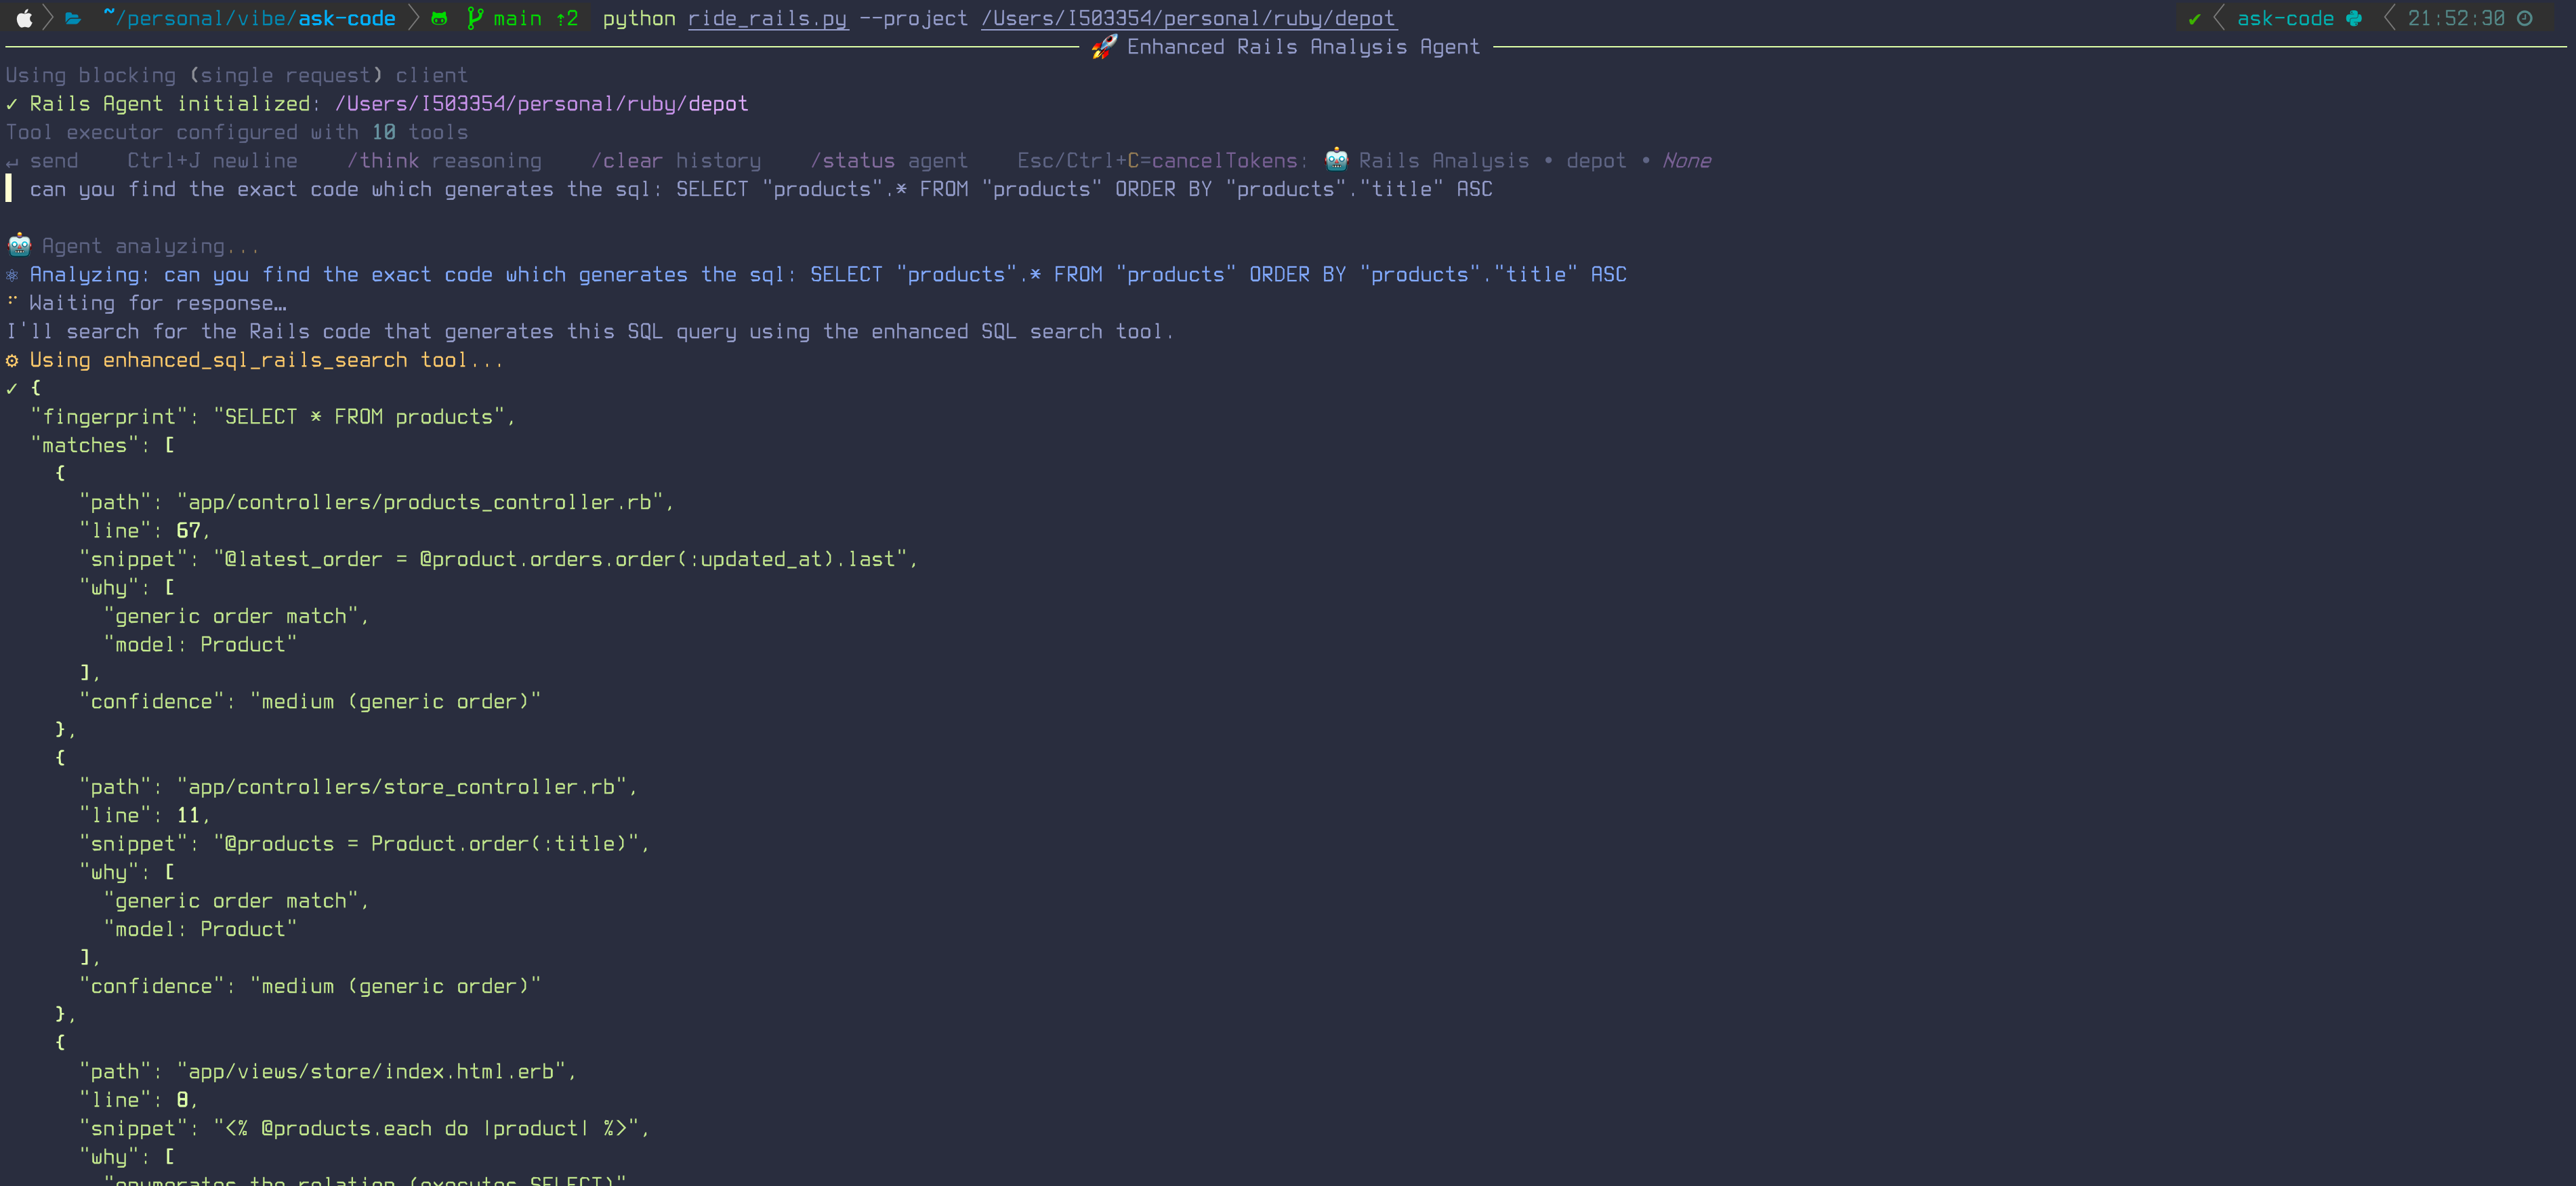 ~/personal/vibe/ask-code main ⇡2 python ride_rails.py --project /Users/I503354/personal/ruby/depot ✔ ask-code 21:52:30
🚀 Enhanced Rails Analysis Agent
Using blocking (single request) client
✓ Rails Agent initialized: /Users/I503354/personal/ruby/depot
Tool executor configured with 10 tools
↵ send    Ctrl+J newline    /think reasoning    /clear history    /status agent    Esc/Ctrl+C=cancelTokens: 🤖 Rails Analysis • depot • None
can you find the exact code which generates the sql: SELECT "products".* FROM "products" ORDER BY "products"."title" ASC
🤖 Agent analyzing...
⚛ Analyzing: can you find the exact code which generates the sql: SELECT "products".* FROM "products" ORDER BY "products"."title" ASC
Waiting for response…
I'll search for the Rails code that generates this SQL query using the enhanced SQL search tool.
⚙ Using enhanced_sql_rails_search tool...
✓ {
  "fingerprint": "SELECT * FROM products",
  "matches": [
    {
      "path": "app/controllers/products_controller.rb",
      "line": 67,
      "snippet": "@latest_order = @product.orders.order(:updated_at).last",
      "why": [
        "generic order match",
        "model: Product"
      ],
      "confidence": "medium (generic order)"
    },
    {
      "path": "app/controllers/store_controller.rb",
      "line": 11,
      "snippet": "@products = Product.order(:title)",
      "why": [
        "generic order match",
        "model: Product"
      ],
      "confidence": "medium (generic order)"
    },
    {
      "path": "app/views/store/index.html.erb",
      "line": 8,
      "snippet": "<% @products.each do |product| %>",
      "why": [
        "enumerates the relation (executes SELECT)"